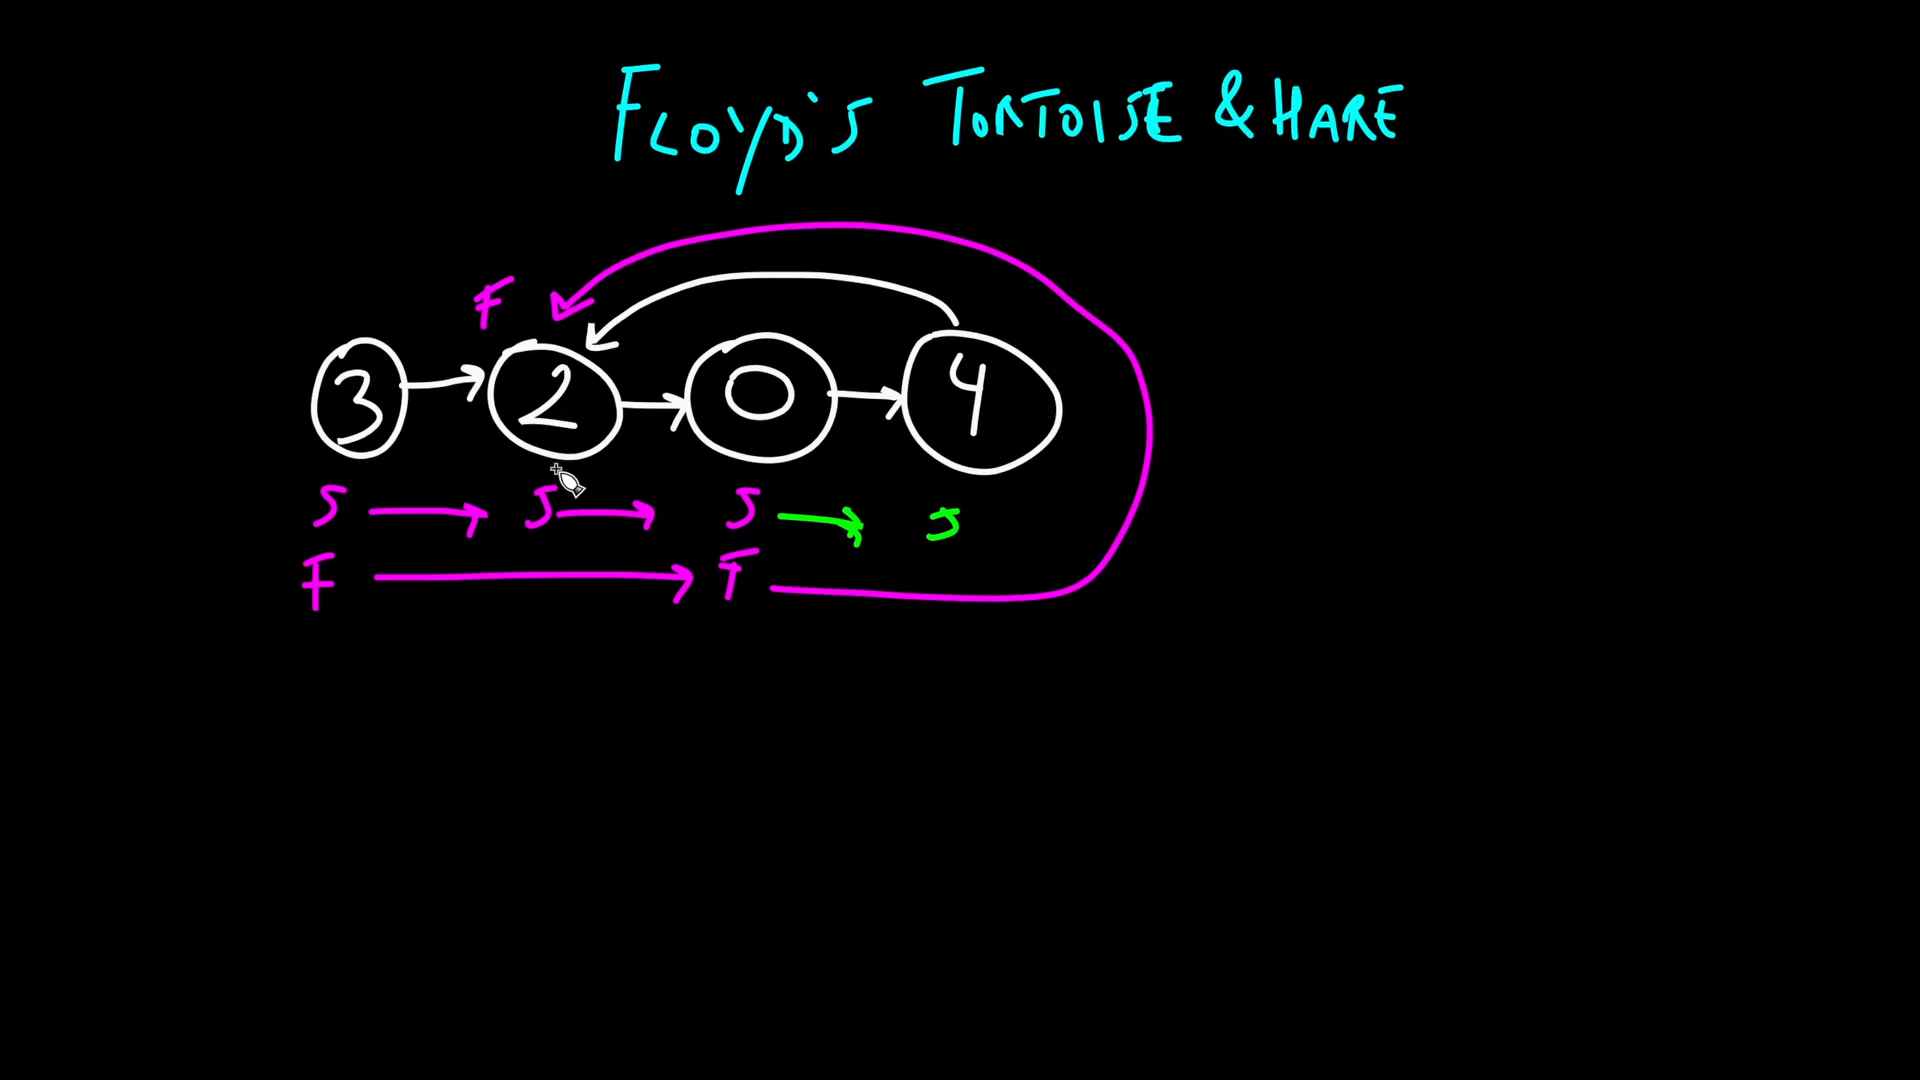 FLOYD'S TORTOISE & HARE
F
3 2 0 4
S S S S
F F